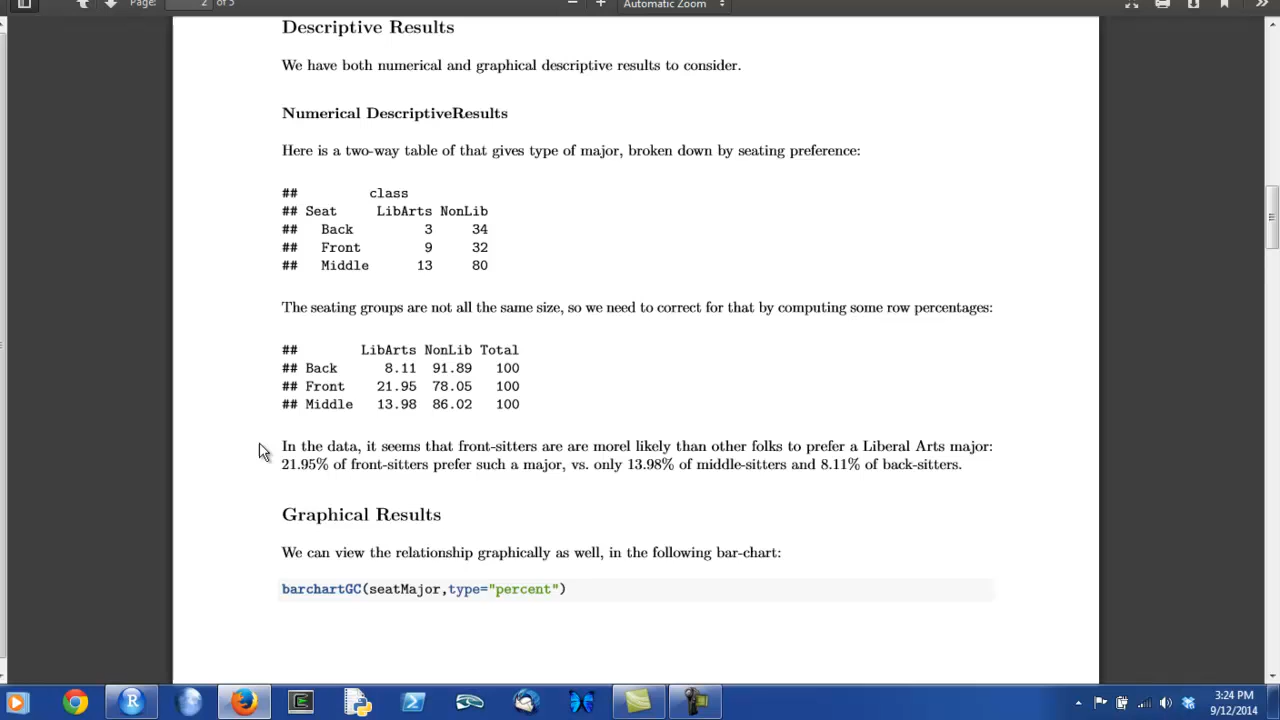 Page: 2 of 5 Automatic Zoom
Descriptive Results
We have both numerical and graphical descriptive results to consider.
Numerical DescriptiveResults
Here is a two-way table of that gives type of major, broken down by seating preference:
## class
## Seat LibArts NonLib
## Back 3 34
## Front 9 32
## Middle 13 80
The seating groups are not all the same size, so we need to correct for that by computing some row percentages:
## LibArts NonLib Total
## Back 8.11 91.89 100
## Front 21.95 78.05 100
## Middle 13.98 86.02 100
In the data, it seems that front-sitters are are morel likely than other folks to prefer a Liberal Arts major:
21.95% of front-sitters prefer such a major, vs. only 13.98% of middle-sitters and 8.11% of back-sitters.
Graphical Results
We can view the relationship graphically as well, in the following bar-chart:
barchartGC(seatMajor,type="percent")
3:24 PM
9/12/2014